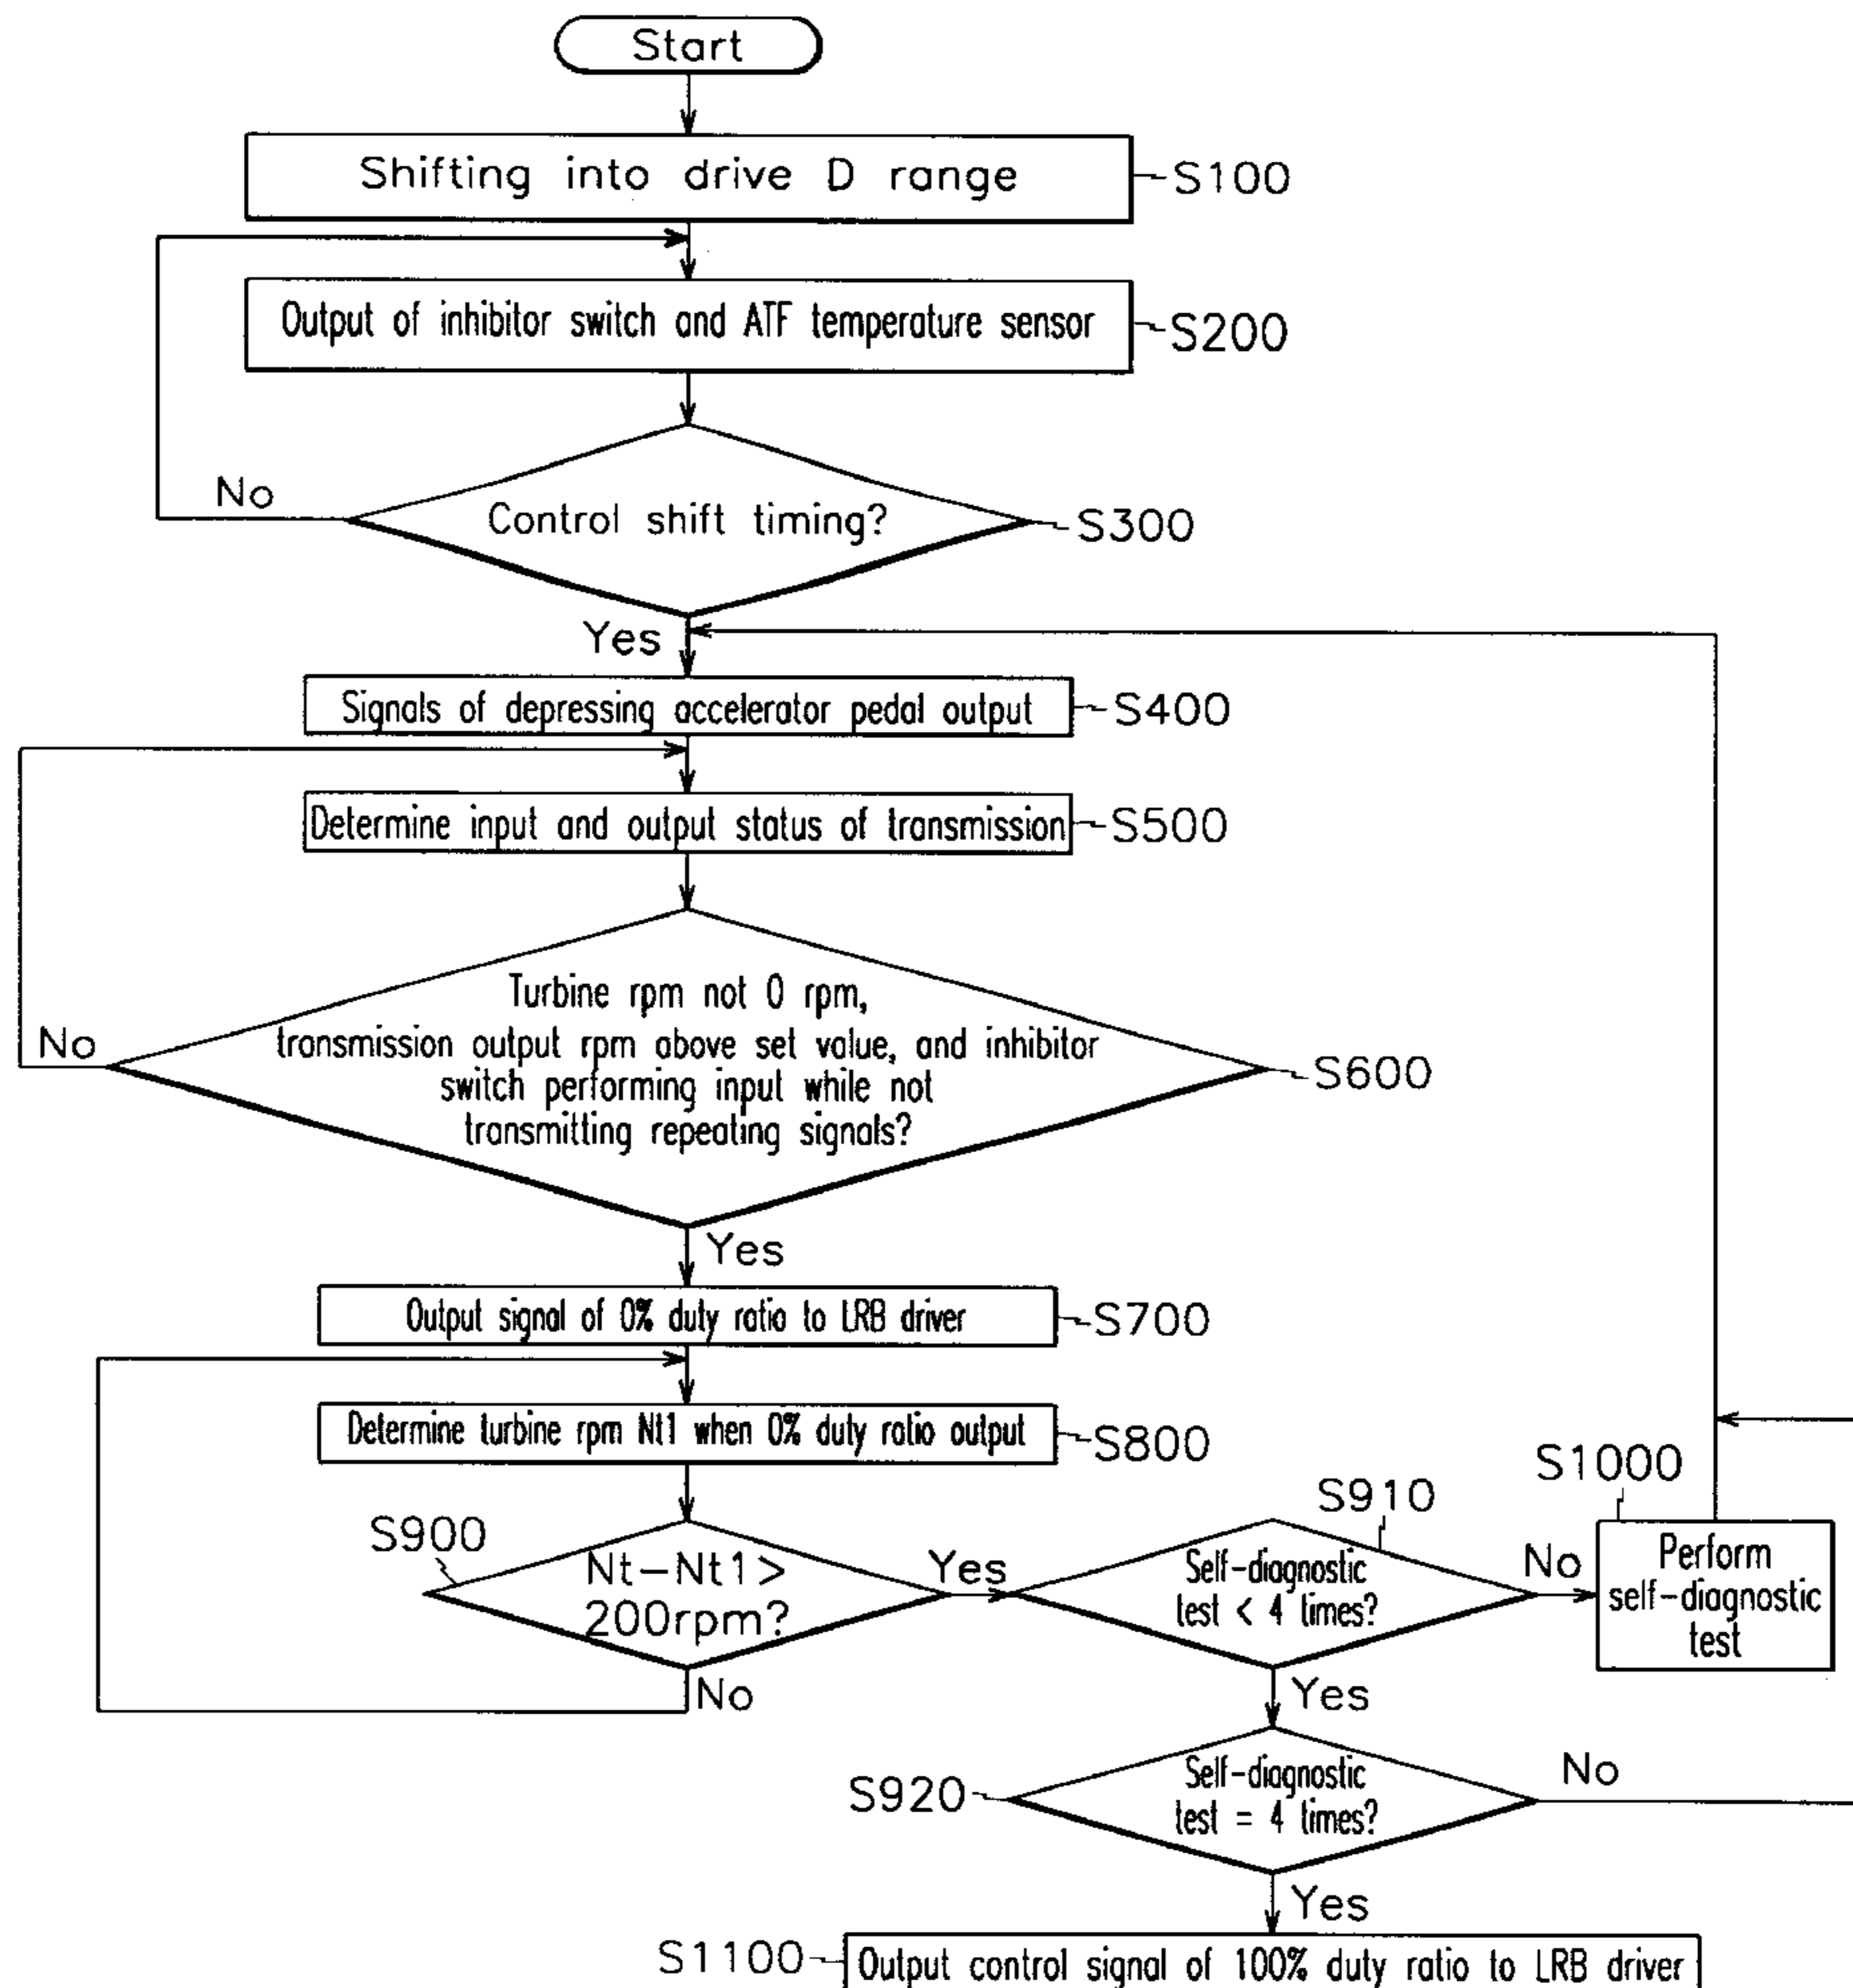 Start
Shifting into drive D range
S100
Output of inhibitor switch and ATF temperature sensor
S200
No
Control shift timing?
S300
Yes
Signals of depressing accelerator pedal output
S400
Determine input and output status of transmission
S500
Turbine rpm not 0 rpm,
No
transmission output rpm above set value, and inhibitor
switch performing input while not
transmitting repeating signals?
S600
Yes
Output signal of 0% duty ratio to LRB driver
S700
Determine turbine rpm Nt1 when 0% duty ratio output
S800
S900
Nt-Nt1>
200rpm?
Yes
No
S910
Self-diagnostic
test < 4 times?
No
Yes
S1000
Perform
self-diagnostic
test
S920
Self-diagnostic
test = 4 times?
No
Yes
S1100
Output control signal of 100% duty ratio to LRB driver